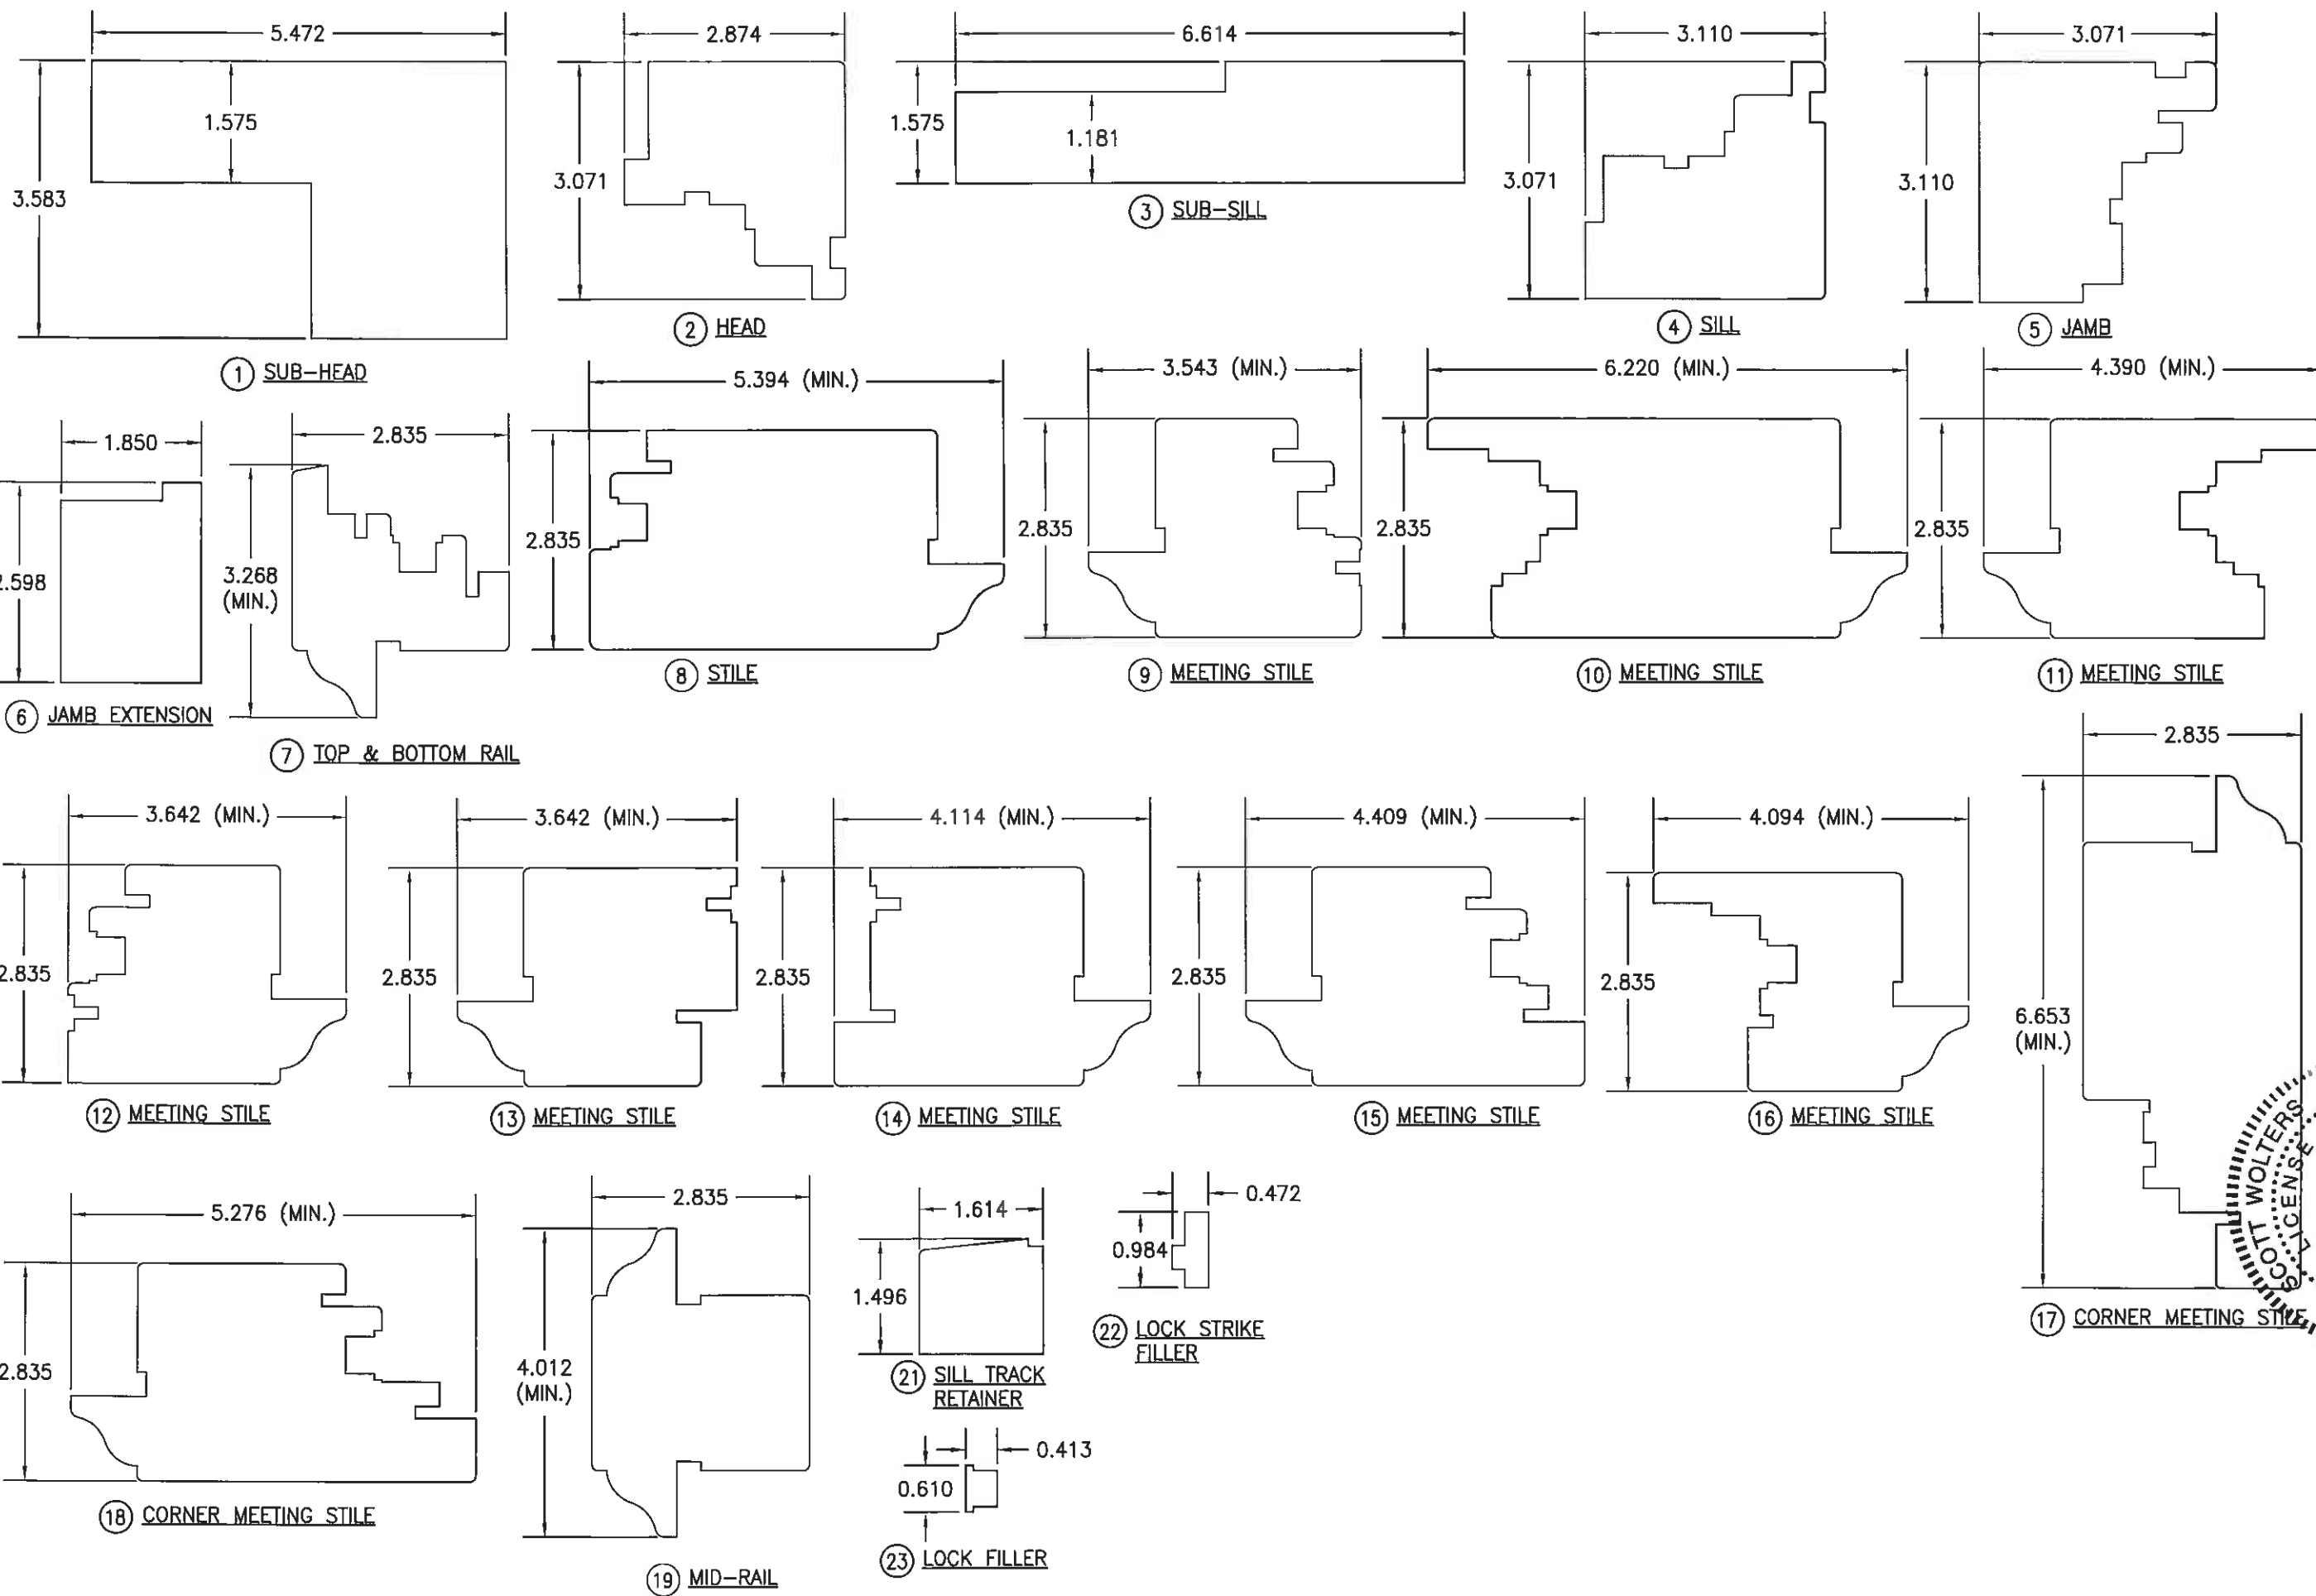 5.472
3.583
1.575
1 SUB-HEAD
2.874
3.071
2 HEAD
6.614
1.575
1.181
3 SUB-SILL
3.110
3.071
4 SILL
3.071
3.110
5 JAMB
1.850
2.598
6 JAMB EXTENSION
2.835
3.268
(MIN.)
7 TOP & BOTTOM RAIL
5.394 (MIN.)
2.835
8 STILE
3.543 (MIN.)
2.835
9 MEETING STILE
6.220 (MIN.)
2.835
10 MEETING STILE
4.390 (MIN.)
2.835
11 MEETING STILE
3.642 (MIN.)
2.835
12 MEETING STILE
3.642 (MIN.)
2.835
13 MEETING STILE
4.114 (MIN.)
2.835
14 MEETING STILE
4.409 (MIN.)
2.835
15 MEETING STILE
4.094 (MIN.)
2.835
16 MEETING STILE
2.835
6.653
(MIN.)
17 CORNER MEETING STILE
SCOTT WOLTERS
LICENSE
5.276 (MIN.)
2.835
18 CORNER MEETING STILE
2.835
4.012
(MIN.)
19 MID-RAIL
1.614
1.496
21 SILL TRACK
RETAINER
0.472
0.984
22 LOCK STRIKE
FILLER
0.413
0.610
23 LOCK FILLER